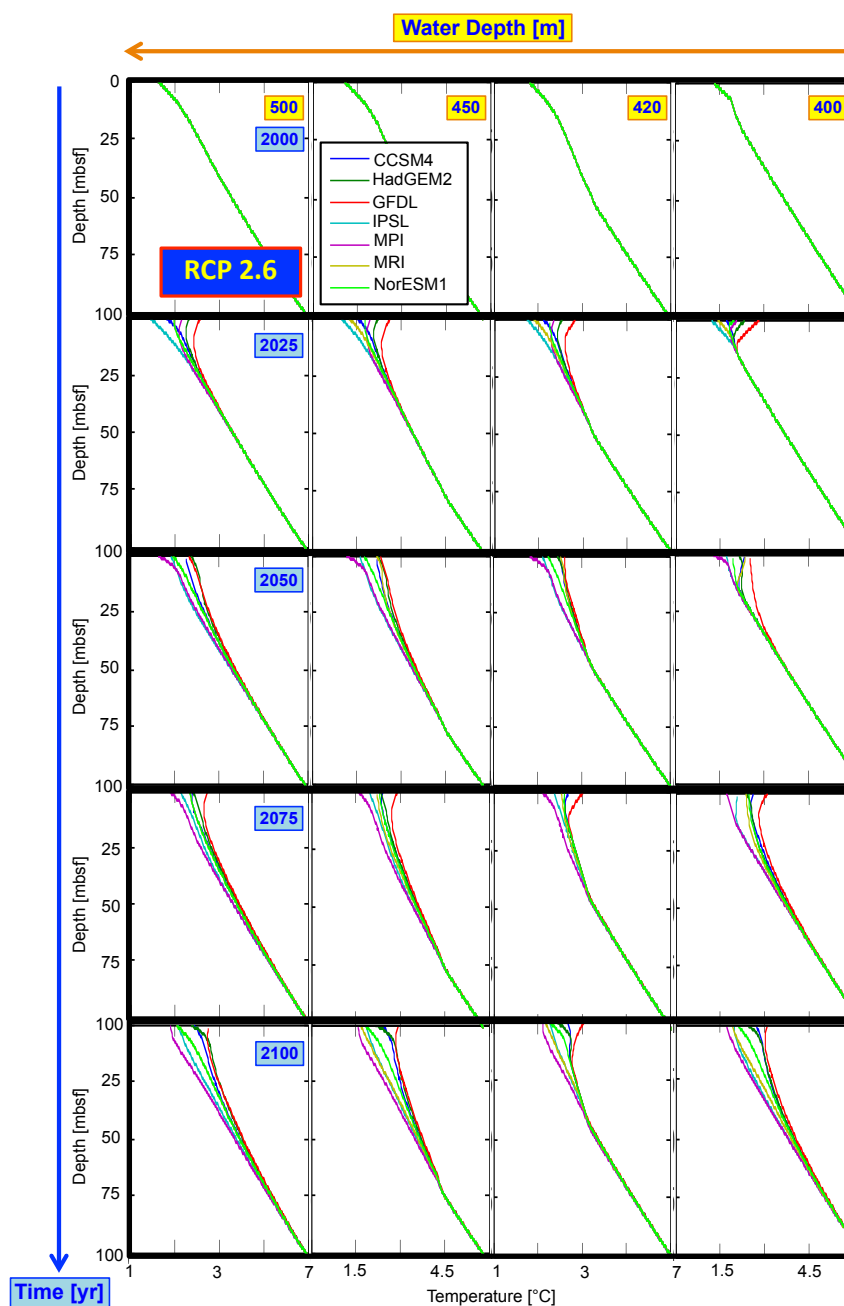 Water Depth [m]
0
500
450
420
400
2000
25
CCSM4
HadGEM2
GFDL
IPSL
MPI
MRI
NorESM1
Depth [mbsf]
50
75
RCP 2.6
100
2025
25
Depth [mbsf]
50
75
100
2050
25
Depth [mbsf]
50
75
100
2075
25
Depth [mbsf]
50
75
100
2100
25
Depth [mbsf]
50
75
100
1 3 7 1.5 4.5 1 3 7 1.5 4.5
Time [yr]
Temperature [°C]